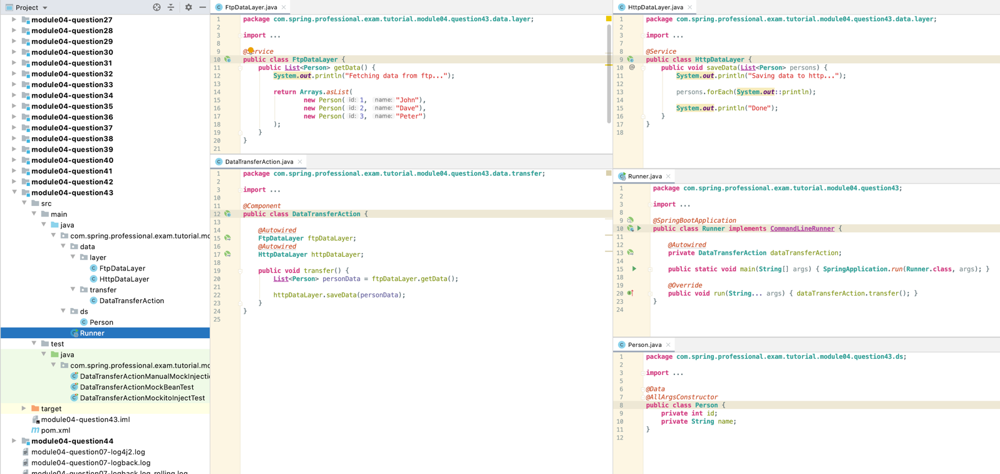 Project
module04-question27
module04-question28
module04-question29
module04-question30
module04-question31
module04-question32
module04-question33
module04-question34
module04-question35
module04-question36
module04-question37
module04-question38
module04-question39
module04-question40
module04-question41
module04-question42
module04-question43
src
main
java
com.spring.professional.exam.tutorial.mo
data
layer
FtpDataLayer
HttpDataLayer
transfer
DataTransferAction
ds
Person
Runner
test
java
com.spring.professional.exam.tutorial.mo
DataTransferActionManualMockInjectio
DataTransferActionMockBeanTest
DataTransferActionMockitoInjectTest
target
module04-question43.iml
pom.xml
module04-question44
module04-question07-log4j2.log
module04-question07-logback.log
module04-question07-logback.log_rolling.log
FtpDataLayer.java
1 package com.spring.professional.exam.tutorial.module04.question43.data.layer;
2
3 import ...
8
9 @Service
10 public class FtpDataLayer {
11 public List<Person> getData() {
12 System.out.println("Fetching data from ftp...");
13
14 return Arrays.asList(
15 new Person( id: 1, name: "John"),
16 new Person( id: 2, name: "Dave"),
17 new Person( id: 3, name: "Peter")
18 );
19 }
20 }
21
DataTransferAction.java
1 package com.spring.professional.exam.tutorial.module04.question43.data.transfer;
2
3 import ...
10
11 @Component
12 public class DataTransferAction {
13
14 @Autowired
15 FtpDataLayer ftpDataLayer;
16 @Autowired
17 HttpDataLayer httpDataLayer;
18
19 public void transfer() {
20 List<Person> personData = ftpDataLayer.getData();
21
22 httpDataLayer.saveData(personData);
23 }
24 }
25
HttpDataLayer.java
1 package com.spring.professional.exam.tutorial.module04.question43.data.layer;
2
3 import ...
7
8 @Service
9 public class HttpDataLayer {
10 @ public void saveData(List<Person> persons) {
11 System.out.println("Saving data to http...");
12
13 persons.forEach(System.out::println);
14
15 System.out.println("Done");
16 }
17 }
18
Runner.java
1 package com.spring.professional.exam.tutorial.module04.question43;
2
3 import ...
8
9 @SpringBootApplication
10 public class Runner implements CommandLineRunner {
11
12 @Autowired
13 private DataTransferAction dataTransferAction;
14
15 public static void main(String[] args) { SpringApplication.run(Runner.class, args); }
18
19 @Override
20 public void run(String... args) { dataTransferAction.transfer(); }
23 }
24
Person.java
1 package com.spring.professional.exam.tutorial.module04.question43.ds;
2
3 import ...
5
6 @Data
7 @AllArgsConstructor
8 public class Person {
9 private int id;
10 private String name;
11 }
12